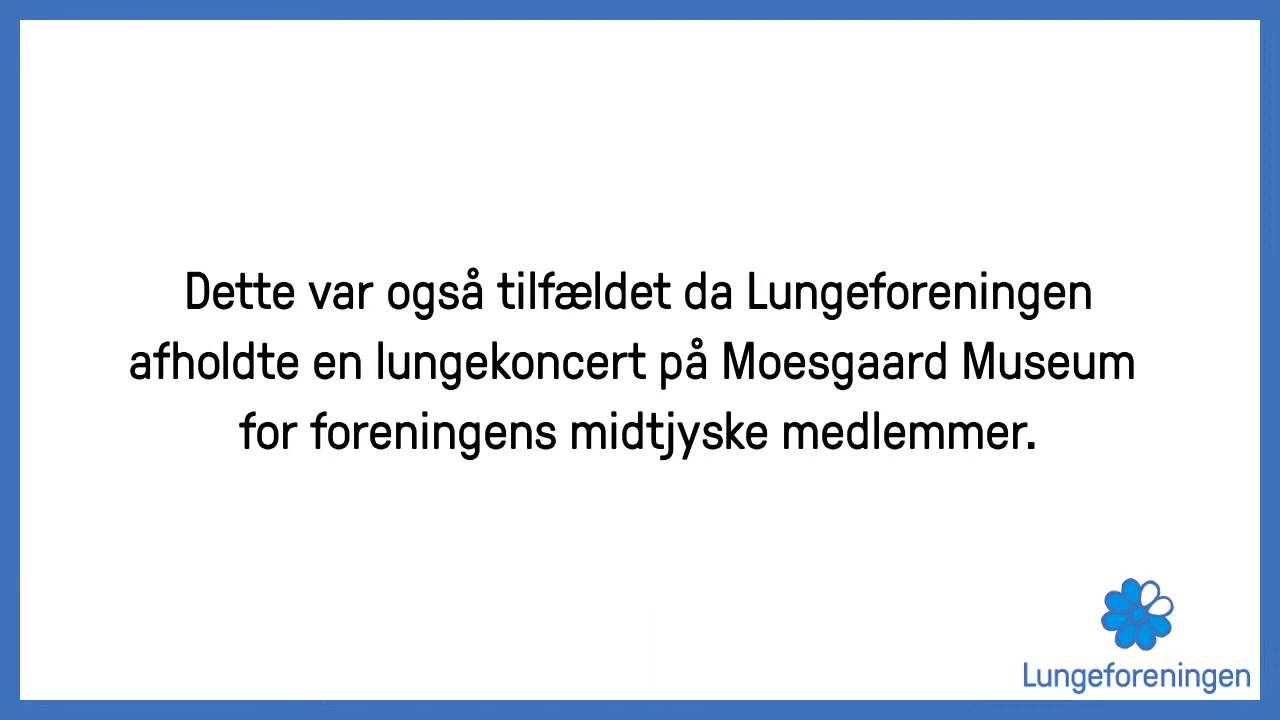 Dette var også tilfældet da Lungeforeningen
afholdte en lungekoncert på Moesgaard Museum
for foreningens midtjyske medlemmer.
Lungeforeningen